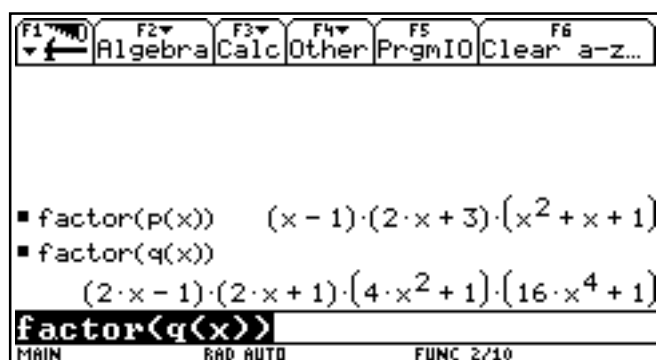 F1 F2 F3 F4 F5 F6
Algebra Calc Other PrgmIO Clear a-z…
▪ factor(p(x)) (x - 1)·(2·x + 3)·(x² + x + 1)
▪ factor(q(x))
(2·x - 1)·(2·x + 1)·(4·x² + 1)·(16·x⁴ + 1)
factor(q(x))
MAIN RAD AUTO FUNC 2/10